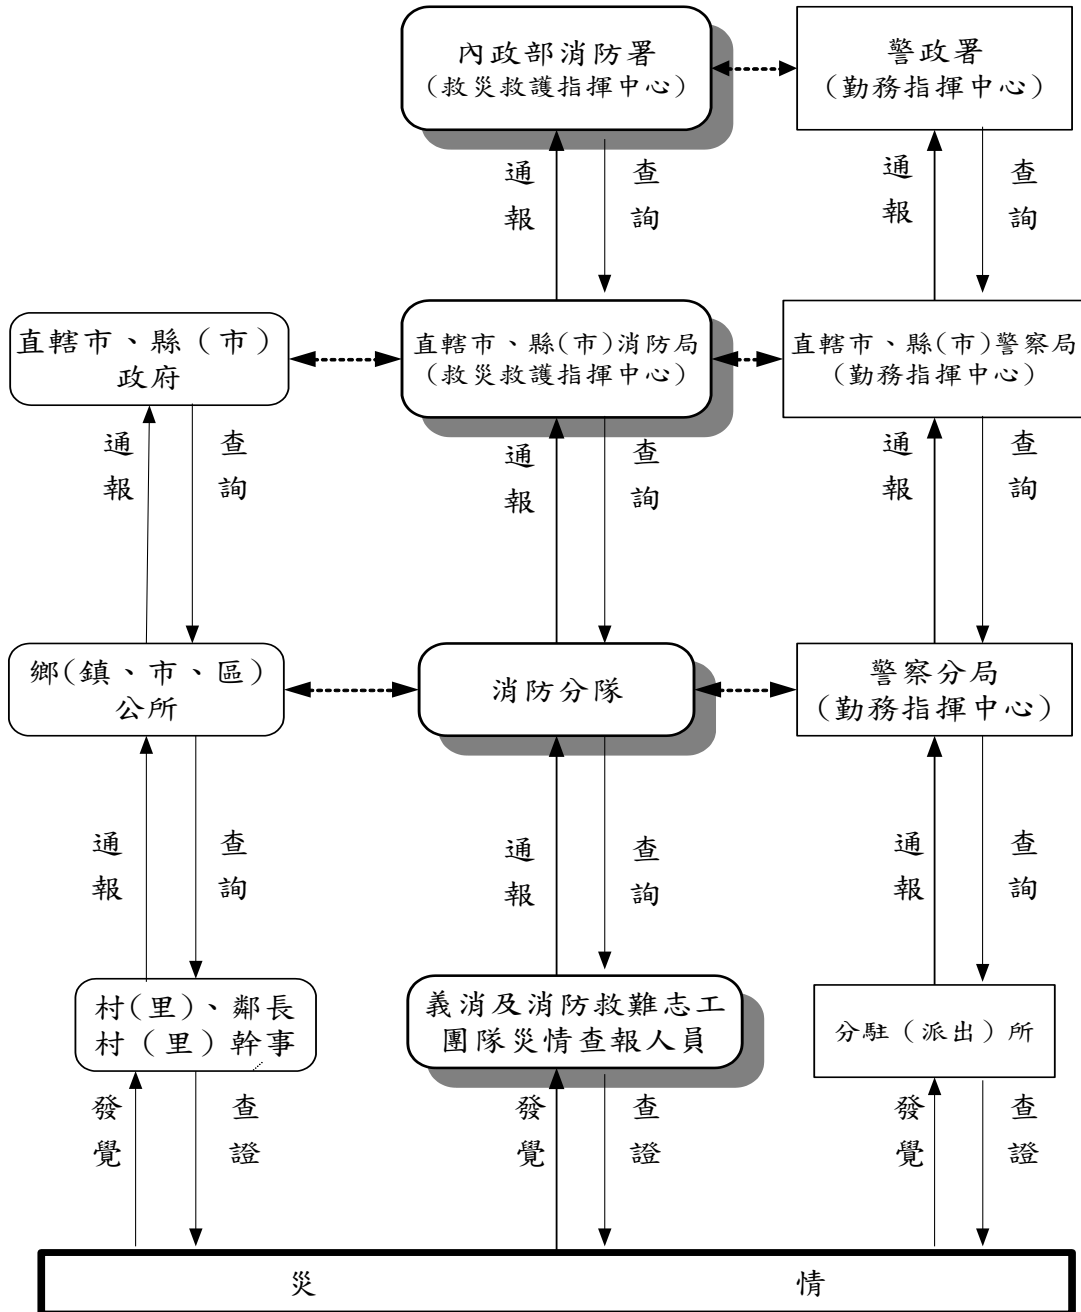 內政部消防署
(救災救護指揮中心)
警政署
(勤務指揮中心)
通報
查詢
通報
查詢
直轄市、縣（市）
政府
直轄市、縣(市)消防局
(救災救護指揮中心)
直轄市、縣(市)警察局
(勤務指揮中心)
通報
查詢
通報
查詢
通報
查詢
鄉(鎮、市、區)
公所
消防分隊
警察分局
(勤務指揮中心)
通報
查詢
通報
查詢
通報
查詢
村(里)、鄰長
村（里）幹事
義消及消防救難志工
團隊災情查報人員
分駐（派出）所
發覺
查證
發覺
查證
發覺
查證
災情